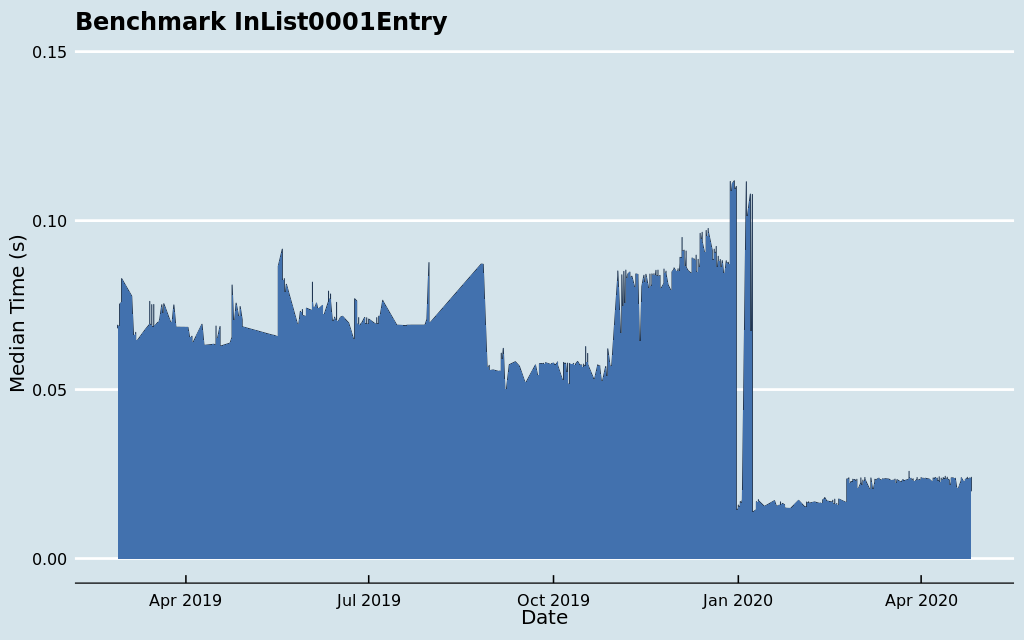 Benchmark InList0001Entry
0.15
0.10
0.05
0.00
Median Time (s)
Apr 2019 Jul 2019 Oct 2019 Jan 2020 Apr 2020
Date